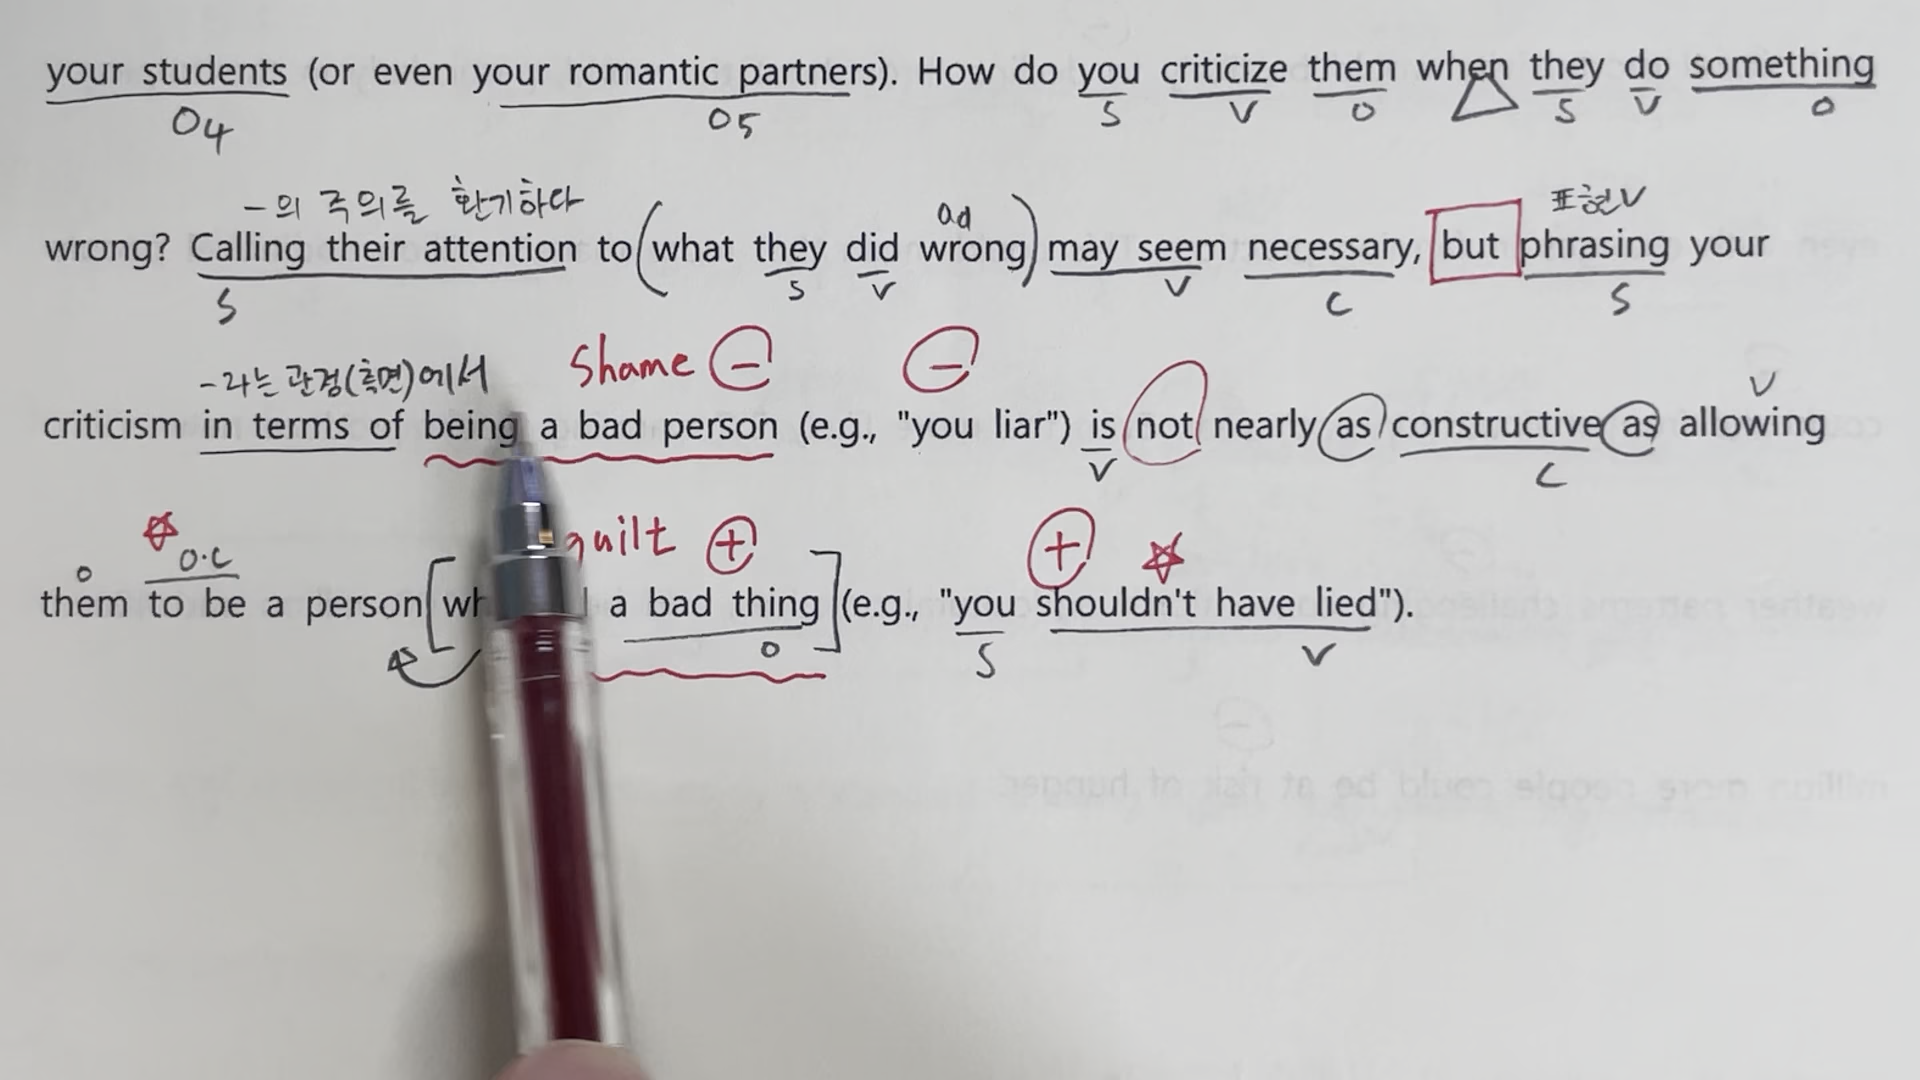 your students (or even your romantic partners). How do you criticize them when they do something
O4 O5 S V O S V O
-의 주의를 환기하다 ad 표현V
wrong? Calling their attention to (what they did wrong) may seem necessary, but phrasing your
S S V V C S
-라는 관점(측면)에서 Shame - - V
criticism in terms of being a bad person (e.g., "you liar") is not nearly as constructive as allowing
V C
O O.C guilt + +
them to be a person [wh a bad thing] (e.g., "you shouldn't have lied").
O S V